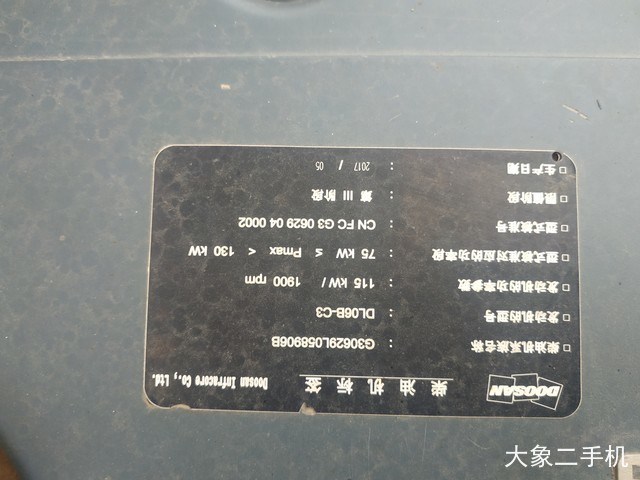 DOOSAN 柴油机标签 Doosan Infracore Co., Ltd.
□ 柴油机系族名称 : G30629L058906B
□ 发动机的型号 : DL06B-C3
□ 发动机的功率参数 : 115 kW / 1900 rpm
□ 型式核准对应的功率段 : 75 kW ≤ Pmax < 130 kW
□ 型式核准号 : CN FC G3 0629 04 0002
□ 限值阶段 : 第 III 阶段
□ 生产日期 : 2017 / 05
大象二手机